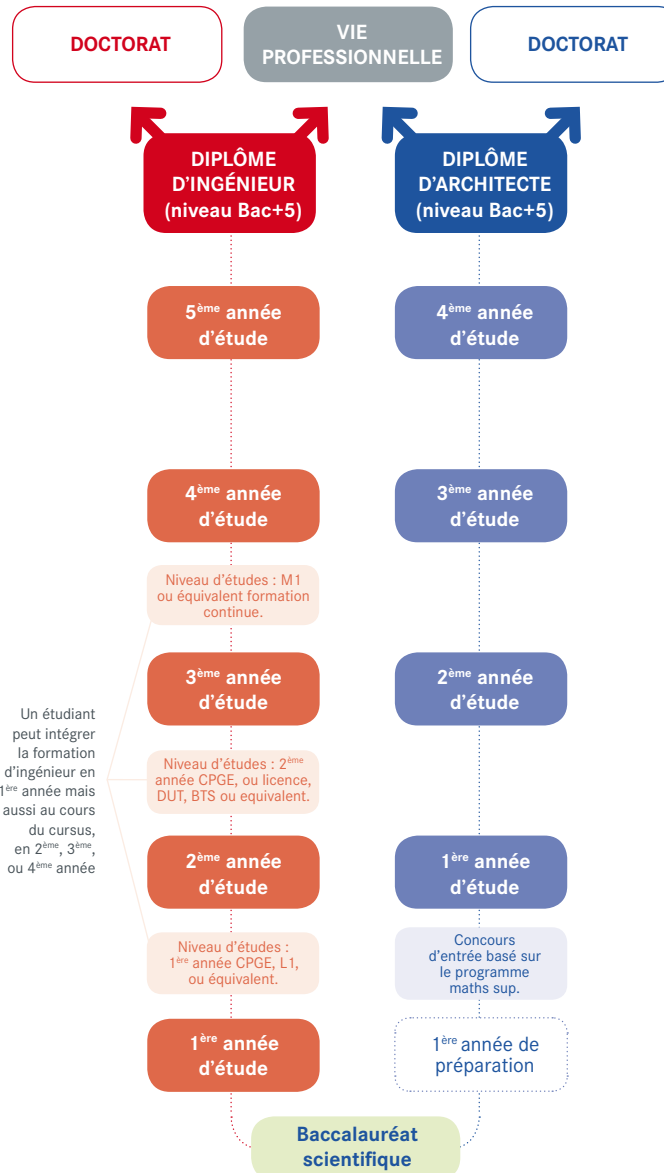 DOCTORAT
VIE
PROFESSIONNELLE
DOCTORAT
DIPLÔME
D'INGÉNIEUR
(niveau Bac+5)
DIPLÔME
D'ARCHITECTE
(niveau Bac+5)
5ème année
d'étude
4ème année
d'étude
4ème année
d'étude
3ème année
d'étude
Niveau d'études : M1
ou équivalent formation
continue.
3ème année
d'étude
2ème année
d'étude
Un étudiant
peut intégrer
la formation
d'ingénieur en
1ère année mais
aussi au cours
du cursus,
en 2ème, 3ème,
ou 4ème année
Niveau d'études : 2ème
année CPGE, ou licence,
DUT, BTS ou equivalent.
2ème année
d'étude
1ère année
d'étude
Niveau d'études :
1ère année CPGE, L1,
ou équivalent.
Concours
d'entrée basé sur
le programme
maths sup.
1ère année
d'étude
1ère année de
préparation
Baccalauréat
scientifique